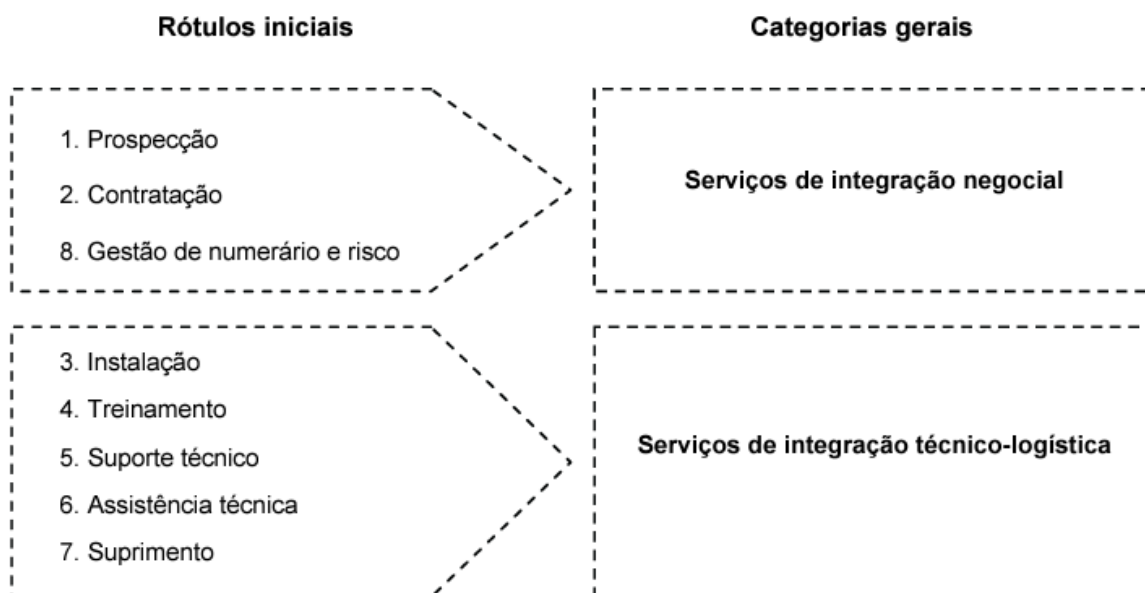 Rótulos iniciais
Categorias gerais
1. Prospecção
2. Contratação
8. Gestão de numerário e risco
Serviços de integração negocial
3. Instalação
4. Treinamento
5. Suporte técnico
6. Assistência técnica
7. Suprimento
Serviços de integração técnico-logística